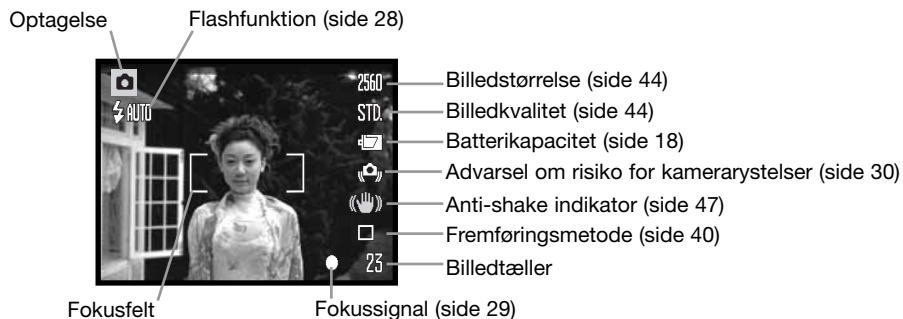 Optagelse
Flashfunktion (side 28)
AUTO
2560
STD.
23
Billedstørrelse (side 44)
Billedkvalitet (side 44)
Batterikapacitet (side 18)
Advarsel om risiko for kamerarystelser (side 30)
Anti-shake indikator (side 47)
Fremføringsmetode (side 40)
Billedtæller
Fokusfelt
Fokussignal (side 29)